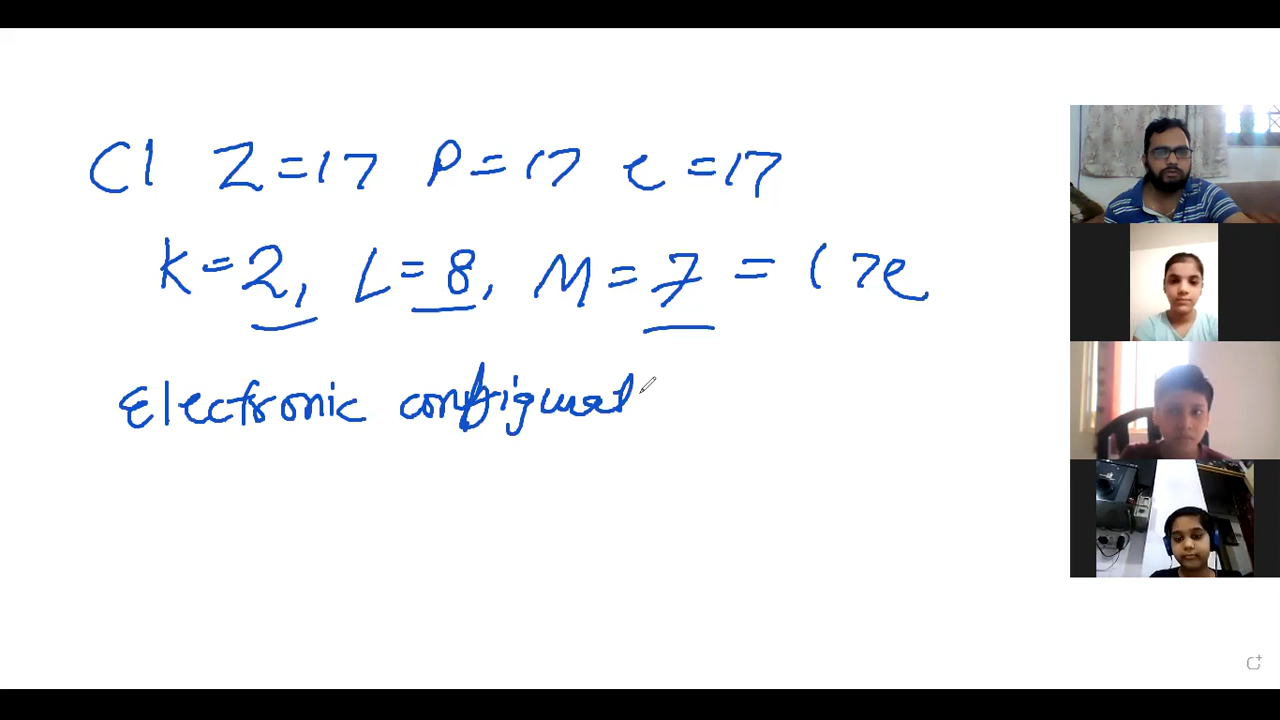 Cl Z=17 P=17 e=17
K=2, L=8, M=7 = 17e
Electronic configurat